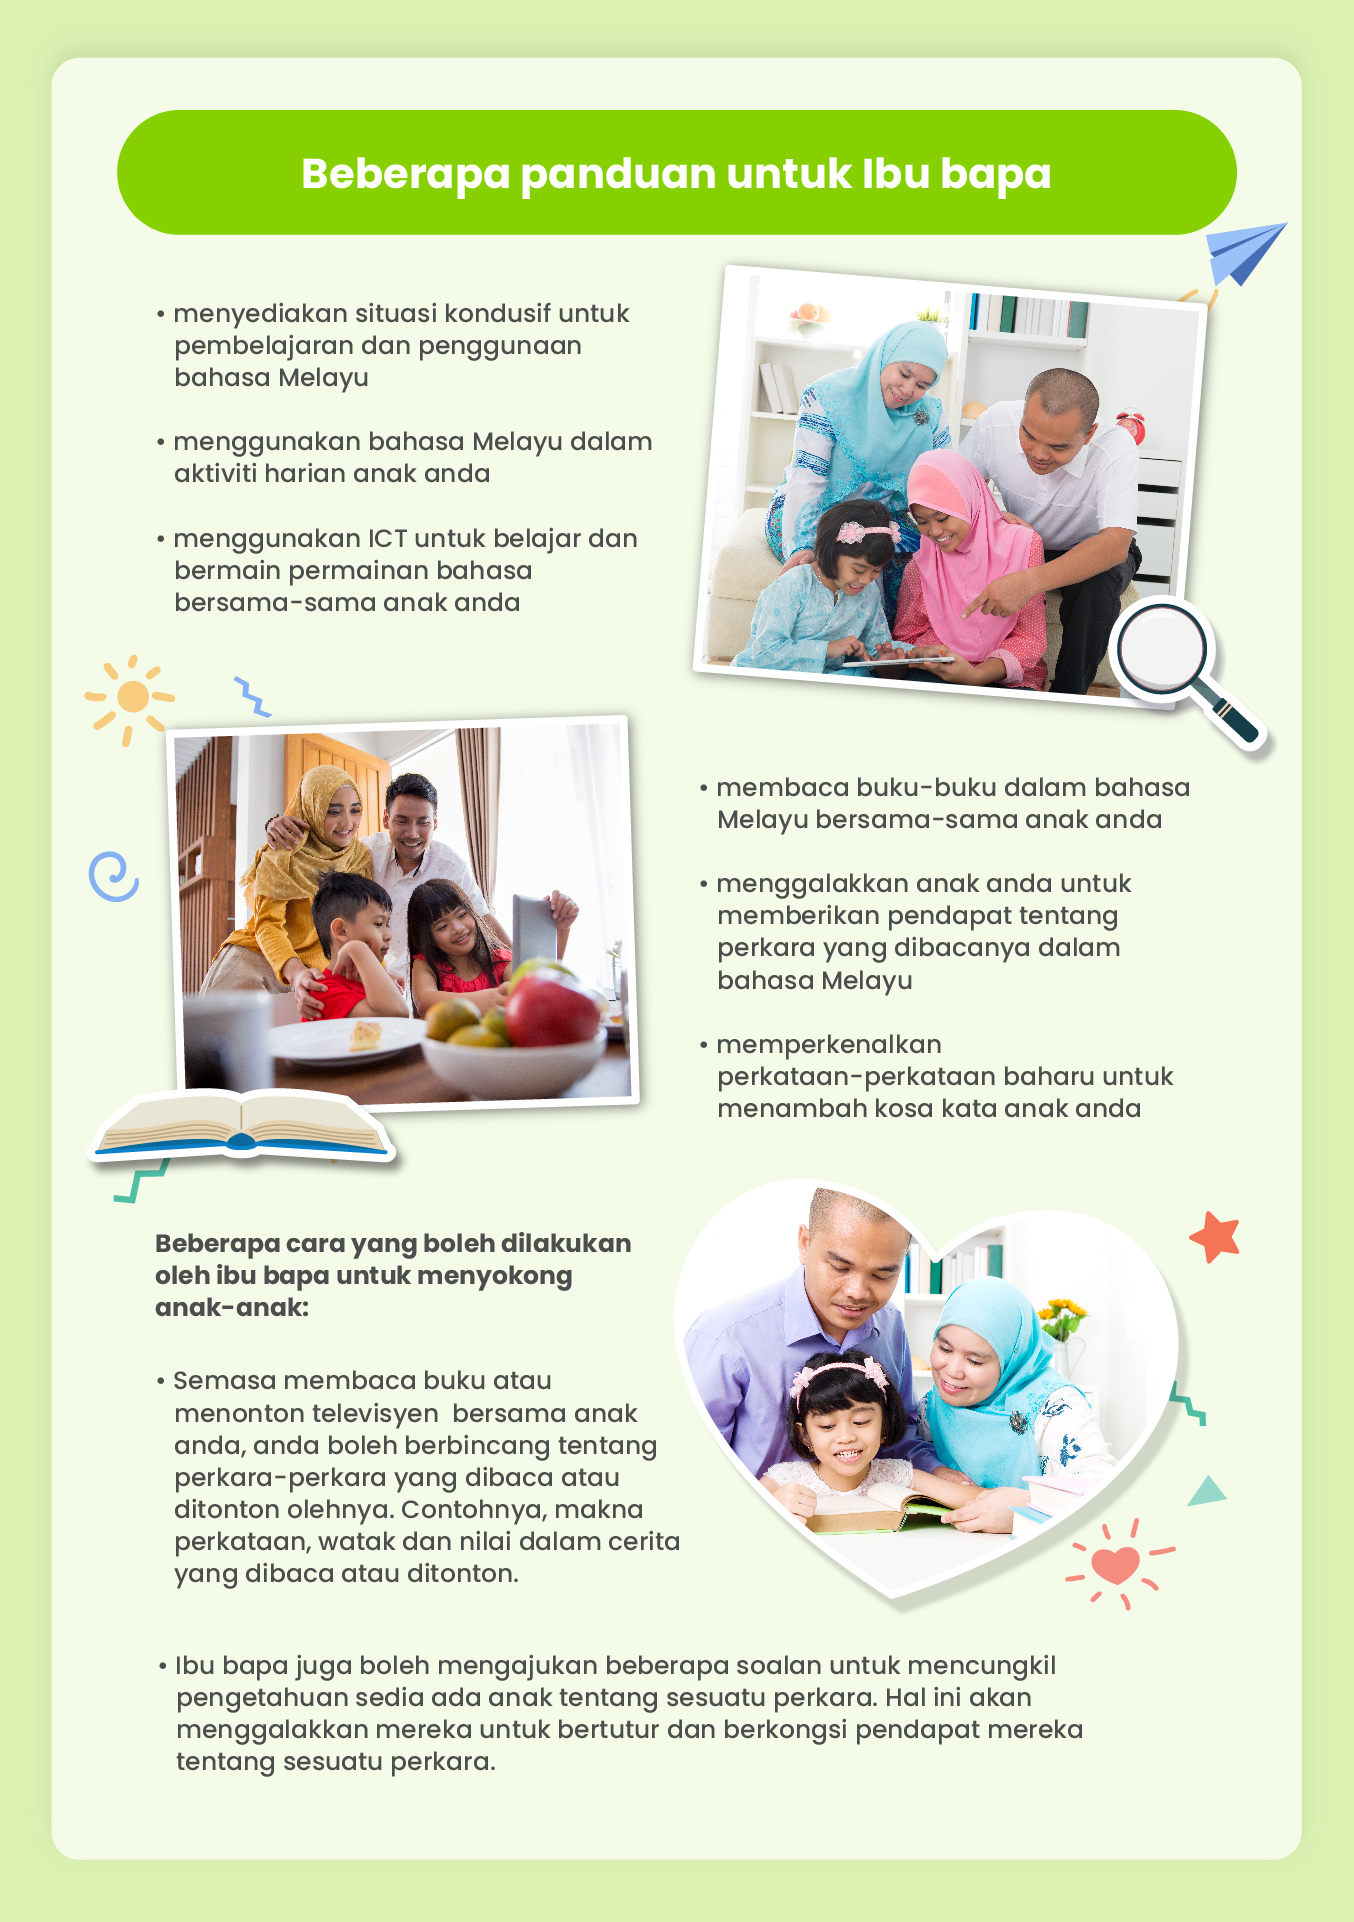 Beberapa panduan untuk Ibu bapa
• menyediakan situasi kondusif untuk
pembelajaran dan penggunaan
bahasa Melayu
• menggunakan bahasa Melayu dalam
aktiviti harian anak anda
• menggunakan ICT untuk belajar dan
bermain permainan bahasa
bersama-sama anak anda
• membaca buku-buku dalam bahasa
Melayu bersama-sama anak anda
• menggalakkan anak anda untuk
memberikan pendapat tentang
perkara yang dibacanya dalam
bahasa Melayu
• memperkenalkan
perkataan-perkataan baharu untuk
menambah kosa kata anak anda
Beberapa cara yang boleh dilakukan
oleh ibu bapa untuk menyokong
anak-anak:
• Semasa membaca buku atau
menonton televisyen  bersama anak
anda, anda boleh berbincang tentang
perkara-perkara yang dibaca atau
ditonton olehnya. Contohnya, makna
perkataan, watak dan nilai dalam cerita
yang dibaca atau ditonton.
• Ibu bapa juga boleh mengajukan beberapa soalan untuk mencungkil
pengetahuan sedia ada anak tentang sesuatu perkara. Hal ini akan
menggalakkan mereka untuk bertutur dan berkongsi pendapat mereka
tentang sesuatu perkara.